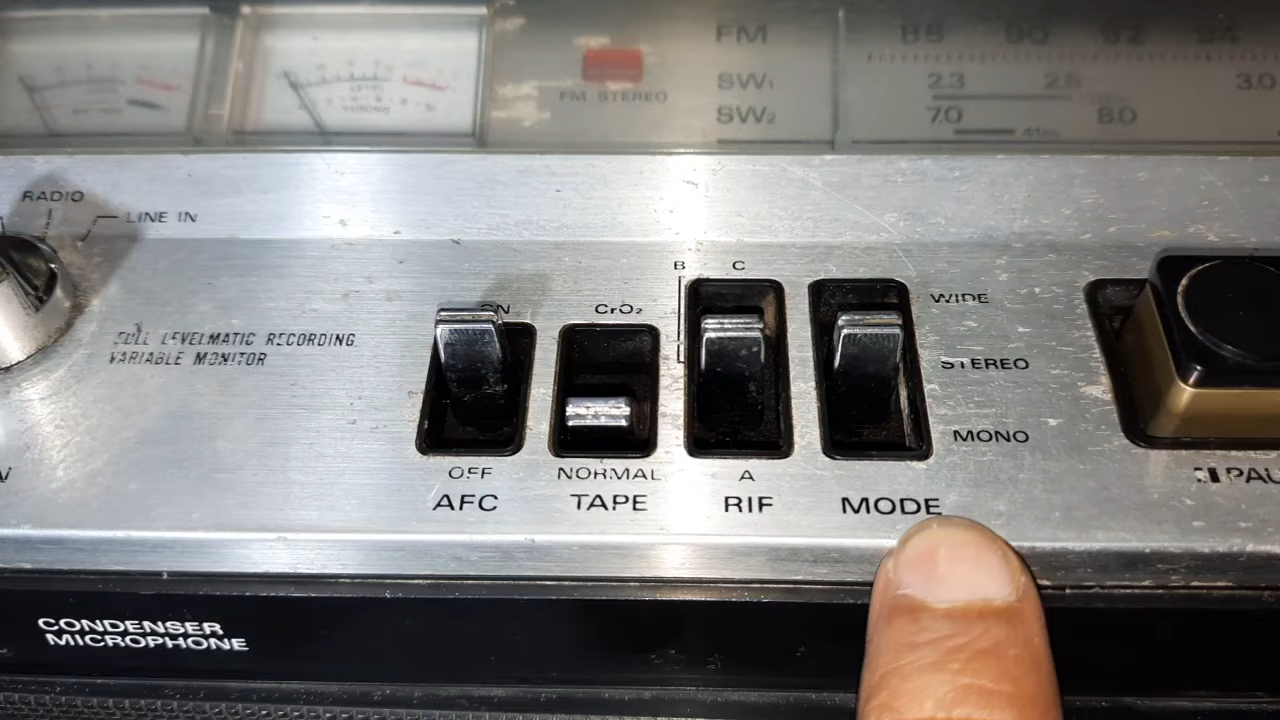 FM 88 90 92 94
SW₁ 2.3 2.6 3.0
SW₂ 7.0 8.0
41m
FM STEREO
RADIO
LINE IN
FULL LEVELMATIC RECORDING
VARIABLE MONITOR
ON
OFF
AFC
CrO₂
NORMAL
TAPE
B C
A
RIF
WIDE
STEREO
MONO
MODE
CONDENSER
MICROPHONE